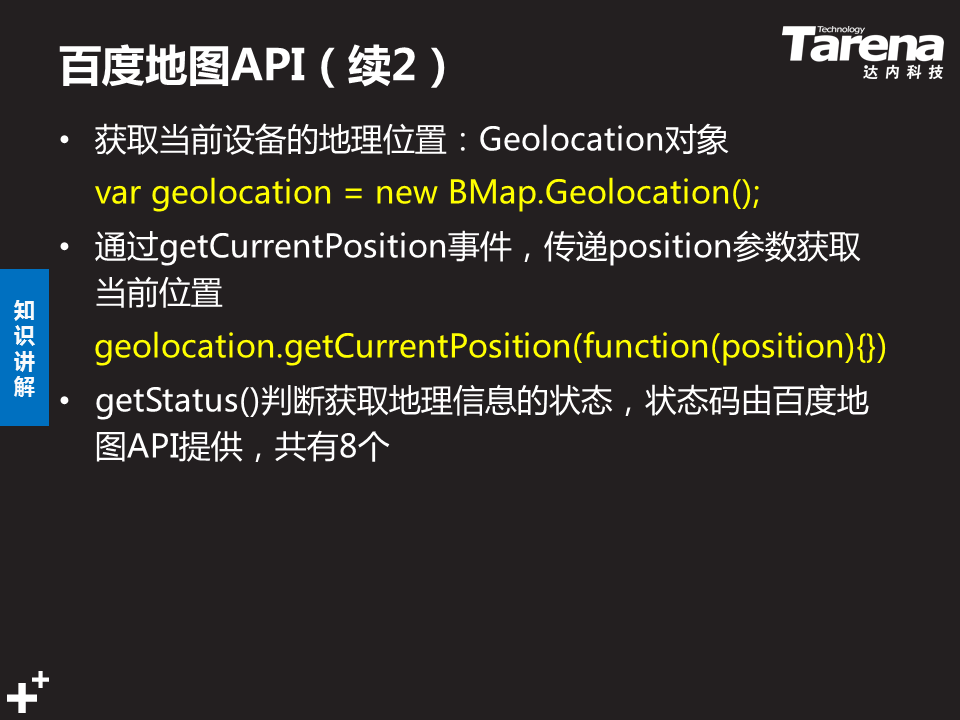 百度地图API（续2）
Technology
Tarena
达内科技
• 获取当前设备的地理位置：Geolocation对象
var geolocation = new BMap.Geolocation();
• 通过getCurrentPosition事件，传递position参数获取
当前位置
geolocation.getCurrentPosition(function(position){})
• getStatus()判断获取地理信息的状态，状态码由百度地
图API提供，共有8个
知
识
讲
解